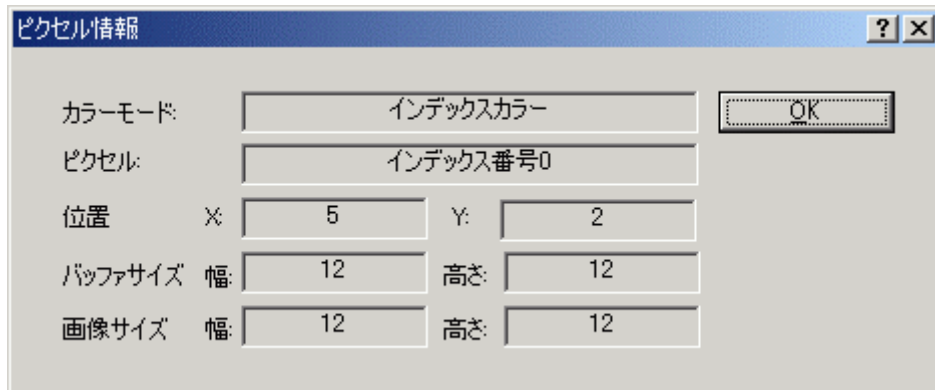 ピクセル情報
カラーモード: インデックスカラー OK
ピクセル: インデックス番号0
位置 X: 5 Y: 2
バッファサイズ 幅: 12 高さ: 12
画像サイズ 幅: 12 高さ: 12